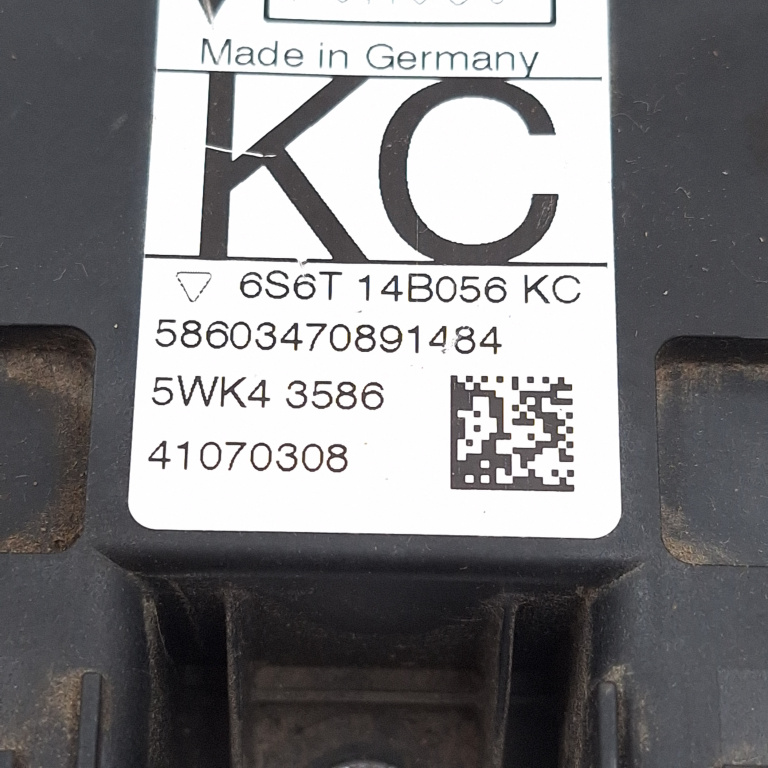 Made in Germany
KC
6S6T 14B056 KC
58603470891484
5WK4 3586
41070308